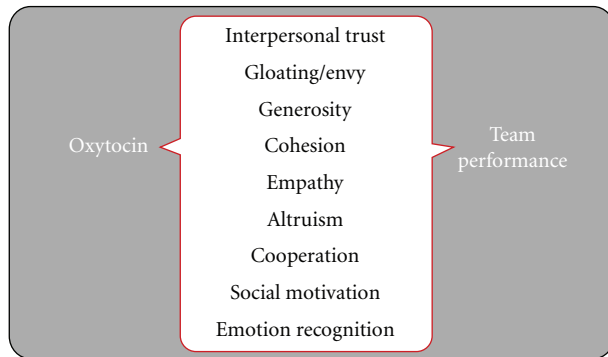 Interpersonal trust
Gloating/envy
Generosity
Oxytocin
Cohesion
Team
performance
Empathy
Altruism
Cooperation
Social motivation
Emotion recognition